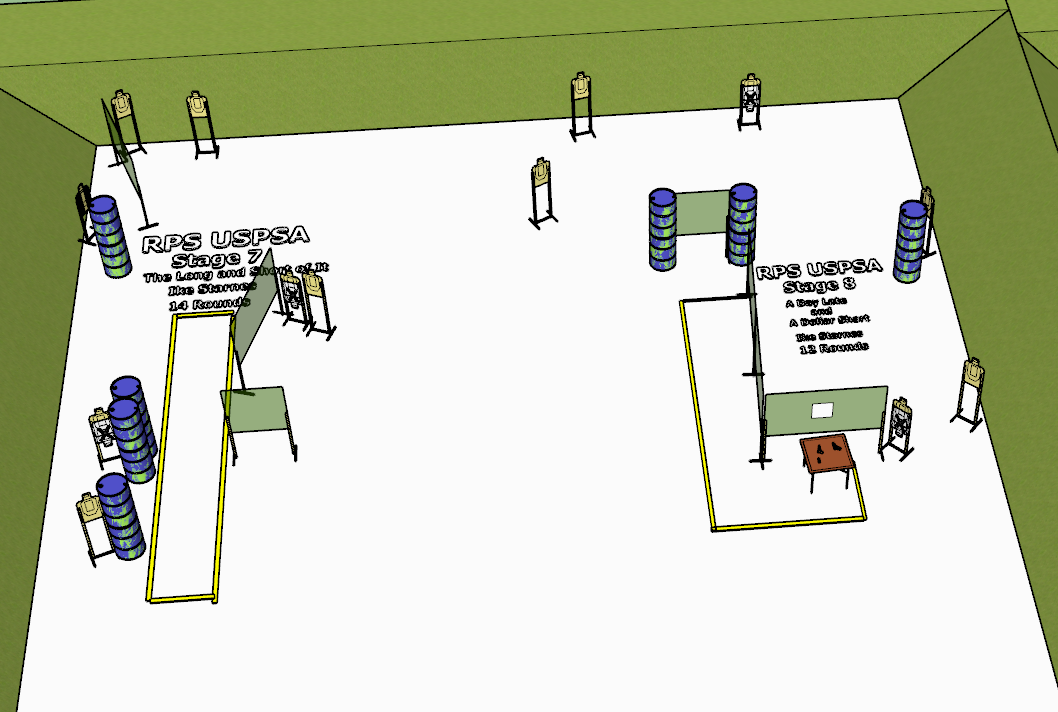 RPS USPSA
Stage 7
The Long and Short of It
Ike Starnes
14 Rounds
RPS USPSA
Stage 8
A Day Late
and
A Dollar Short
Ike Starnes
12 Rounds